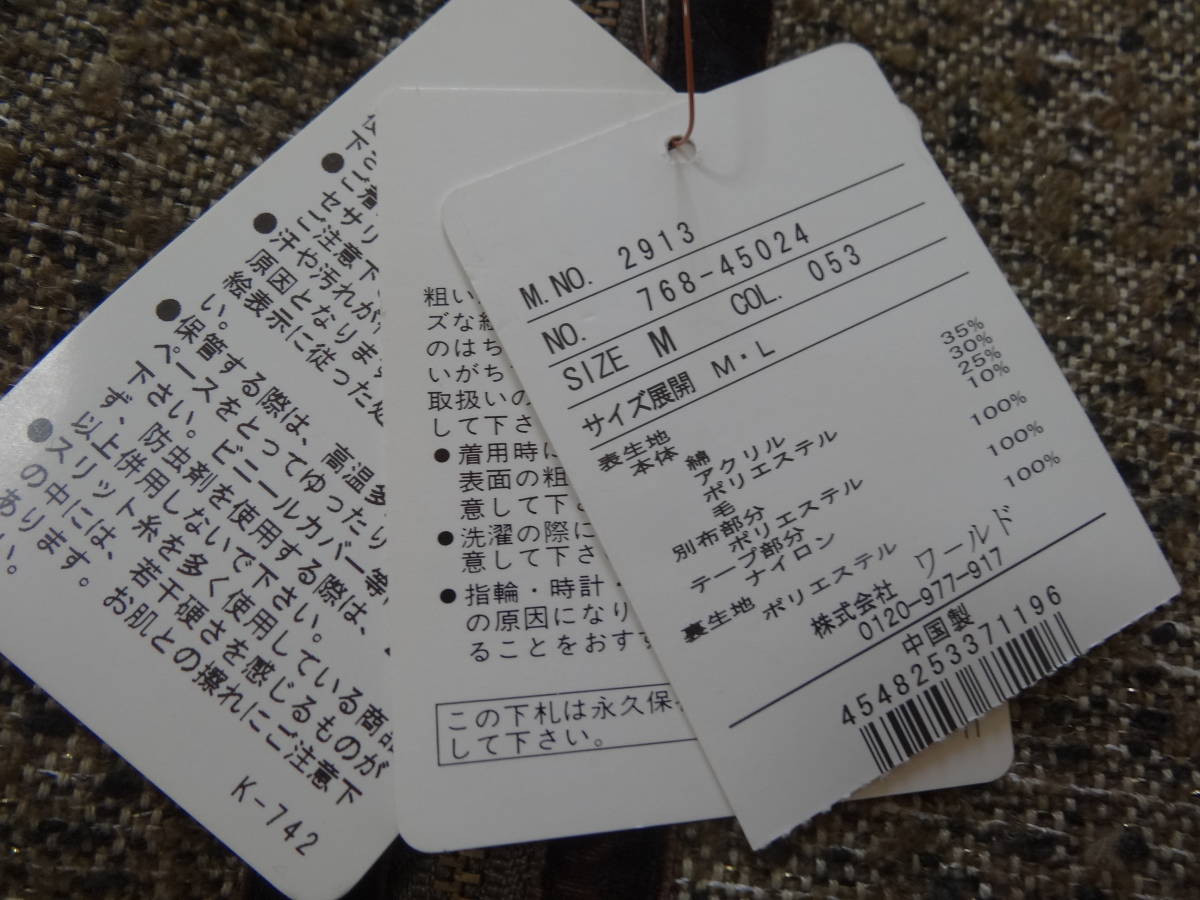 下さ
●ご着
セサリ
ご注意下
●汗や汚れが
原因となりま
絵表示に従った処
い。
●保管する際は、高温多
ペースをとってゆったり
下さい。ビニールカバー等
ず、防虫剤を使用する際は、
以上併用しないで下さい。
●スリット糸を多く使用している商品
の中には、若干硬さを感じるものが
あります。お肌との擦れにご注意下
い。
K-742
粗い
ズな
のはち
いがち
取扱いの
して下さ
●着用時に
表面の粗
意して下さ
●洗濯の際に
意して下さ
●指輪・時計・
の原因になり
ることをおす
この下札は永久保
して下さい。
M.NO. 2913
NO. 768-45024
SIZE M COL. 053
サイズ展開 M・L
表生地
本体 綿 35%
アクリル 30%
ポリエステル 25%
毛 10%
別布部分
ポリエステル 100%
テープ部分
ナイロン 100%
裏生地 ポリエステル 100%
株式会社 ワールド
0120-977-917
中国製
4548253371196